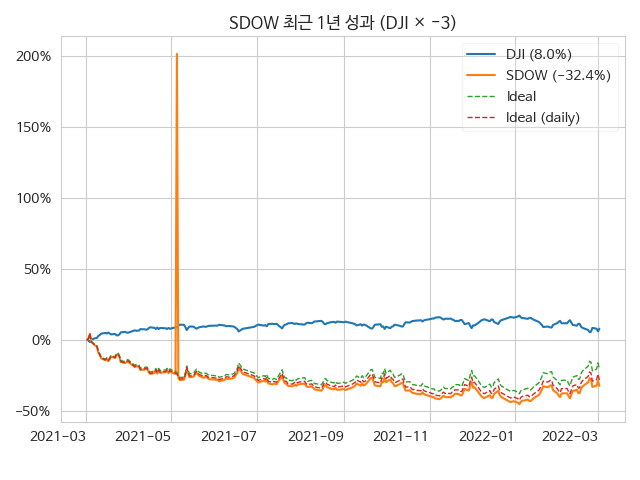 SDOW 최근 1년 성과 (DJI × −3)
DJI (8.0%)
SDOW (−32.4%)
Ideal
Ideal (daily)
200%
150%
100%
50%
0%
−50%
2021-03 2021-05 2021-07 2021-09 2021-11 2022-01 2022-03